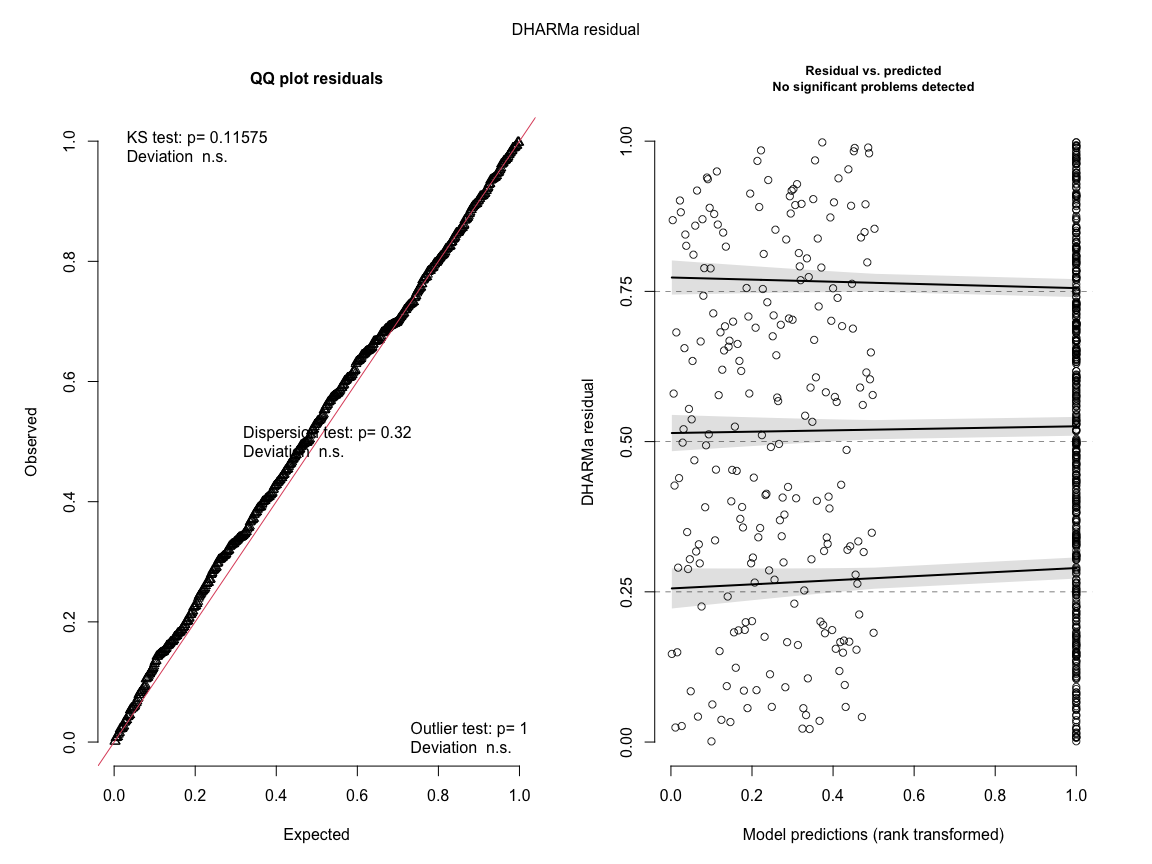 DHARMa residual
QQ plot residuals
KS test: p= 0.11575
Deviation n.s.
Dispersion test: p= 0.32
Deviation n.s.
Outlier test: p= 1
Deviation n.s.
Observed
0.0
0.2
0.4
0.6
0.8
1.0
0.0 0.2 0.4 0.6 0.8 1.0
Expected
Residual vs. predicted
No significant problems detected
DHARMa residual
0.00
0.25
0.50
0.75
1.00
0.0 0.2 0.4 0.6 0.8 1.0
Model predictions (rank transformed)